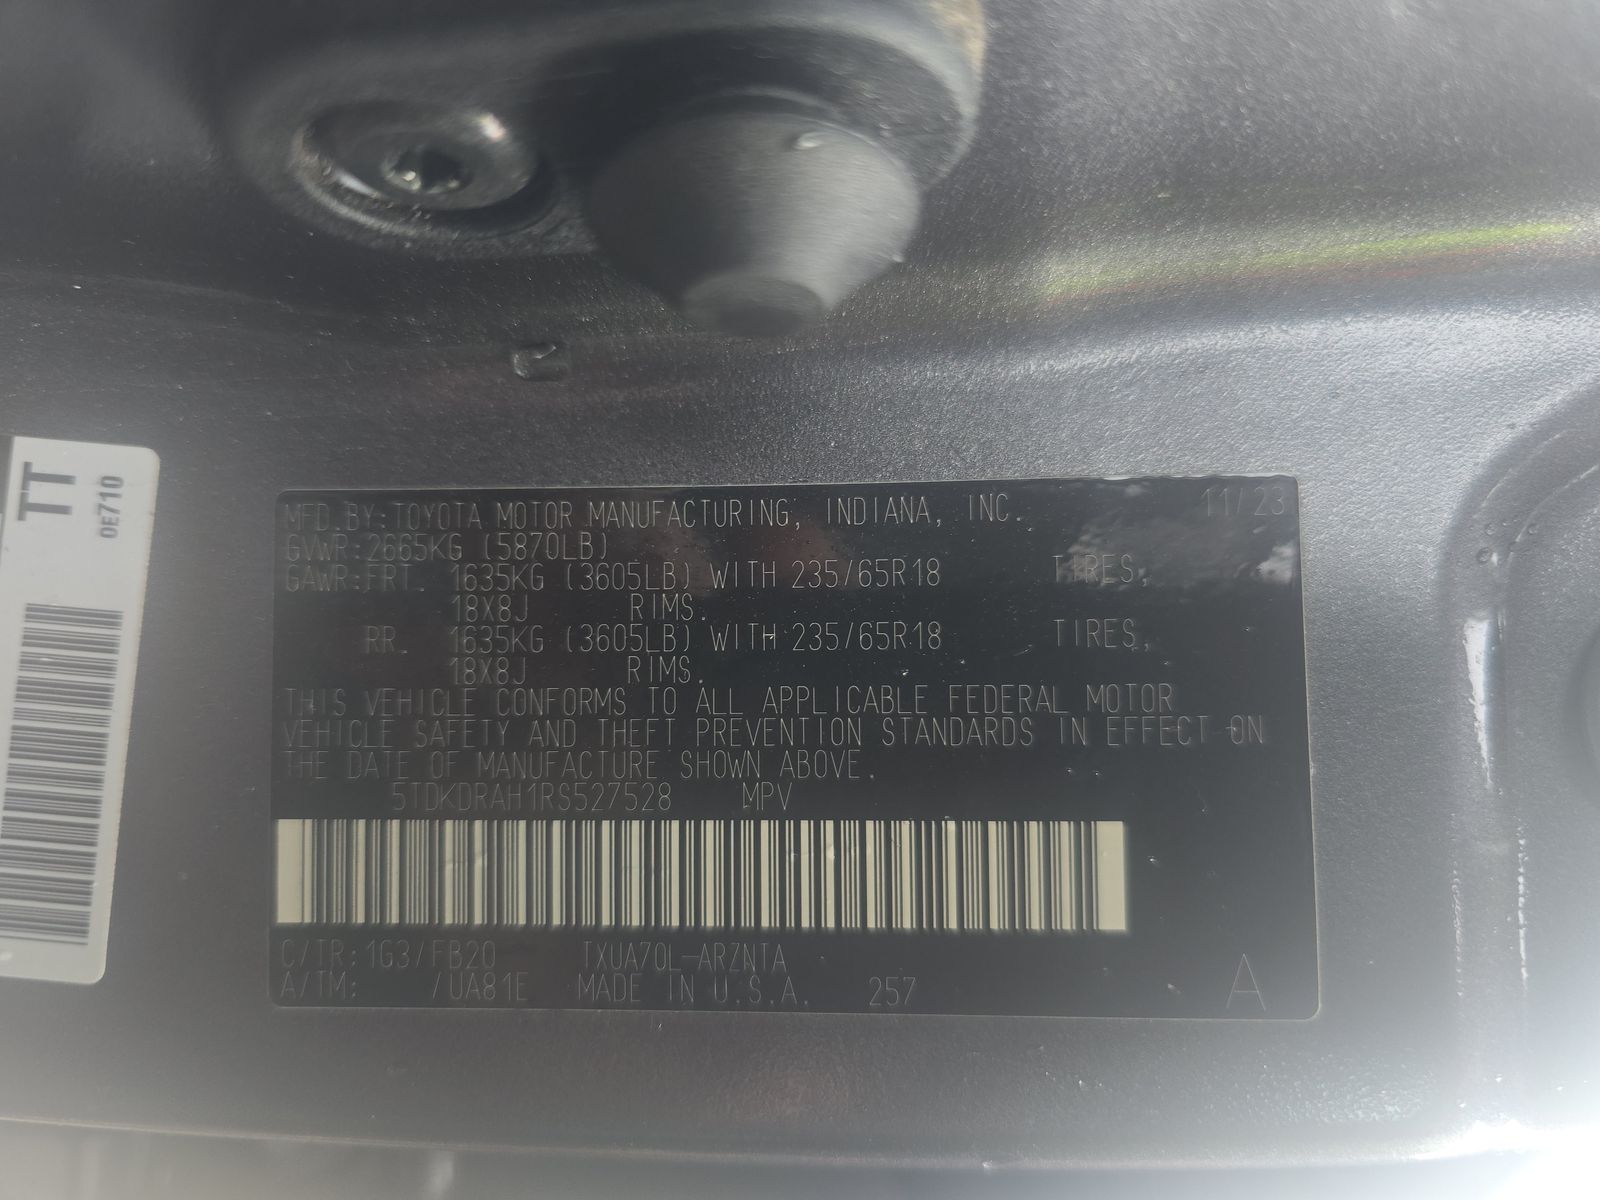 TT
0E710
MFD.BY:TOYOTA MOTOR MANUFACTURING, INDIANA, INC. 11/23
GVWR:2665KG (5870LB)
GAWR:FRT. 1635KG (3605LB) WITH 235/65R18 TIRES,
18X8J RIMS.
RR. 1635KG (3605LB) WITH 235/65R18 TIRES,
18X8J RIMS.
THIS VEHICLE CONFORMS TO ALL APPLICABLE FEDERAL MOTOR
VEHICLE SAFETY AND THEFT PREVENTION STANDARDS IN EFFECT ON
THE DATE OF MANUFACTURE SHOWN ABOVE.
5TDKDRAH1RS527528 MPV
C/TR:1G3/FB20 TXUA70L-ARZNTA
A/TM: /UA81E MADE IN U.S.A. 257 A